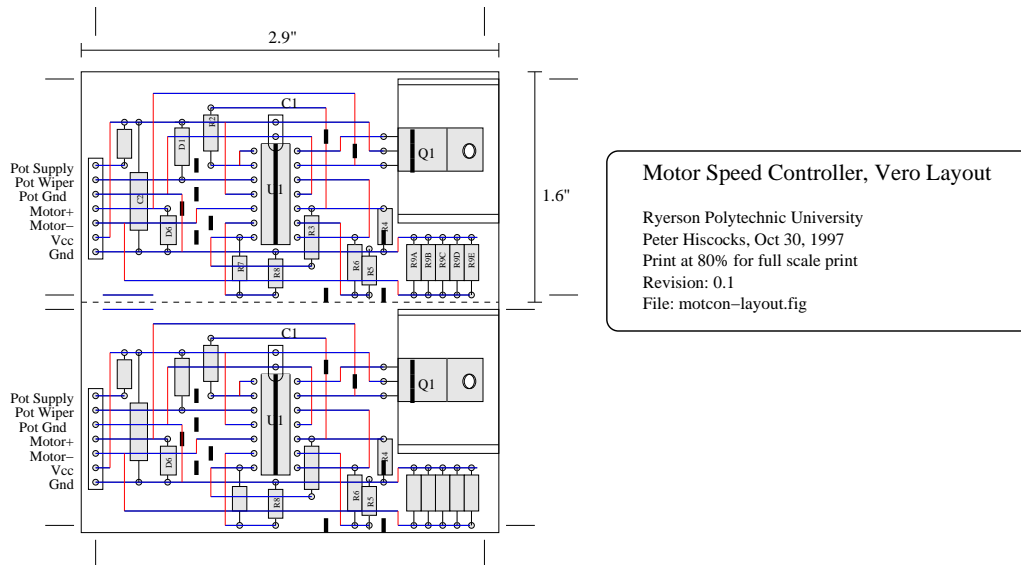 2.9"
C1
D1
R2
Q1
Pot Supply
Pot Wiper
Pot Gnd
Motor+
Motor−
Vcc
Gnd
C2
U1
D6
R3
R4
R7
R8
R6
R5
R9A
R9B
R9C
R9D
R9E
1.6"
Motor Speed Controller, Vero Layout
Ryerson Polytechnic University
Peter Hiscocks, Oct 30, 1997
Print at 80% for full scale print
Revision: 0.1
File: motcon−layout.fig
C1
Q1
Pot Supply
Pot Wiper
Pot Gnd
Motor+
Motor−
Vcc
Gnd
U1
D6
R4
R8
R6
R5